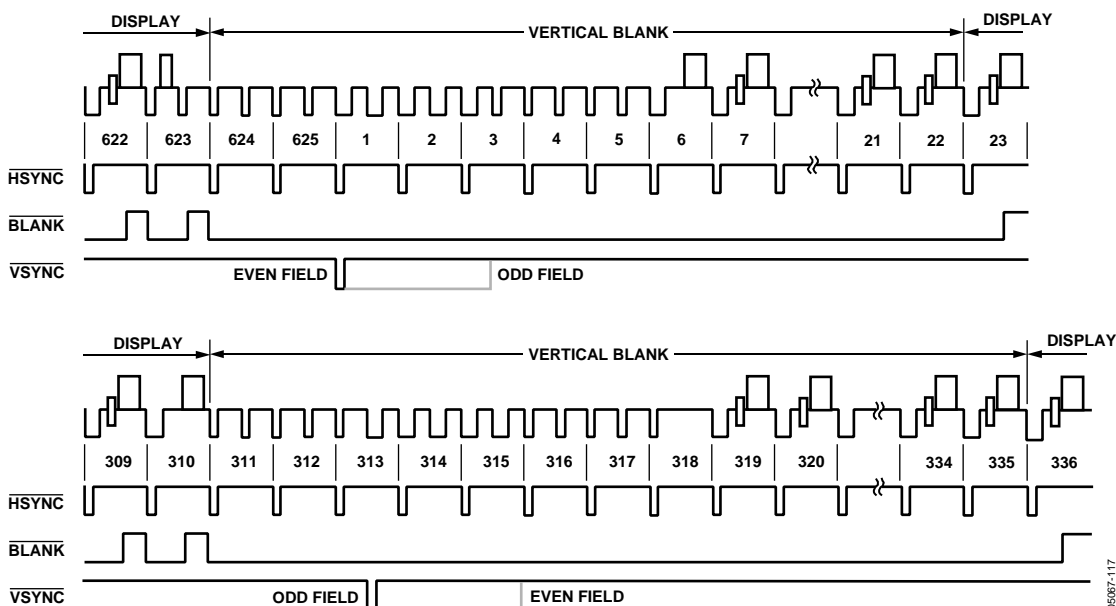 DISPLAY
VERTICAL BLANK
DISPLAY
622 623 624 625 1 2 3 4 5 6 7 21 22 23
HSYNC
BLANK
VSYNC
EVEN FIELD ODD FIELD
DISPLAY
VERTICAL BLANK
DISPLAY
309 310 311 312 313 314 315 316 317 318 319 320 334 335 336
HSYNC
BLANK
VSYNC
ODD FIELD EVEN FIELD
05067-117